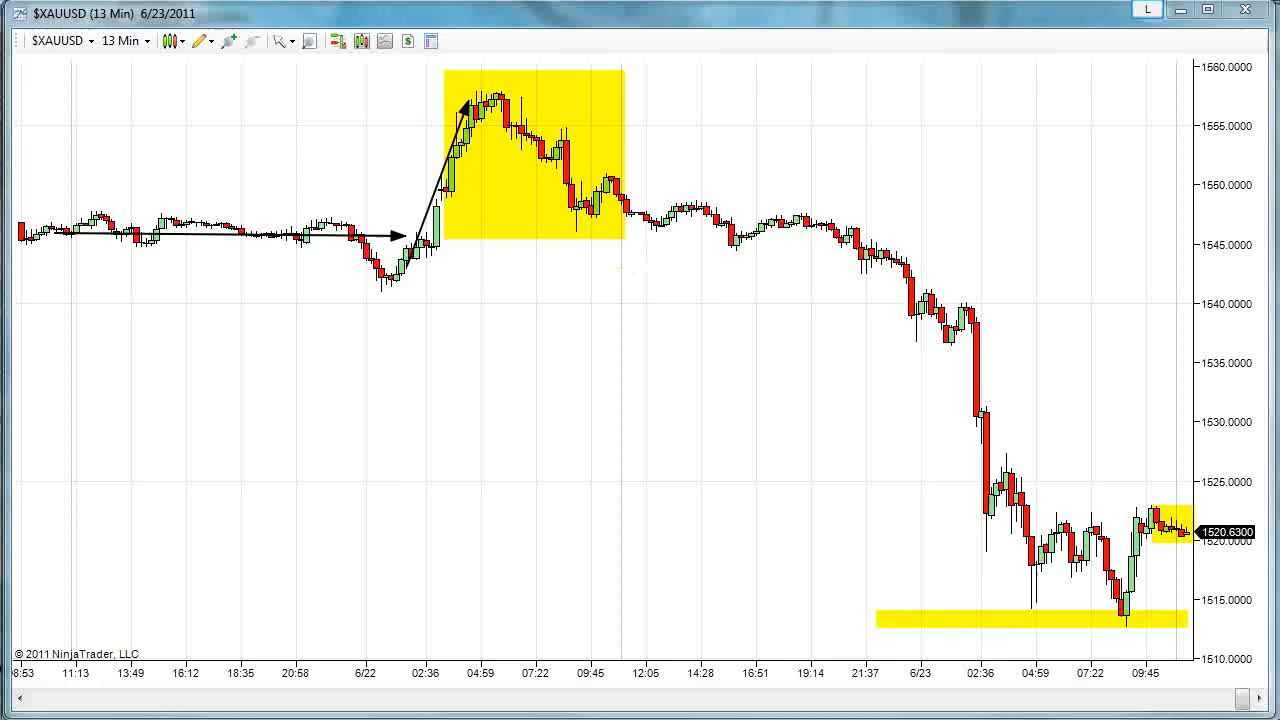 $XAUUSD (13 Min) 6/23/2011
L
$XAUUSD 13 Min
$
1560.0000
1555.0000
1550.0000
1545.0000
1540.0000
1535.0000
1530.0000
1525.0000
1520.6300
1520.0000
1515.0000
1510.0000
© 2011 NinjaTrader, LLC
8:53 11:13 13:49 16:12 18:35 20:58 6/22 02:36 04:59 07:22 09:45 12:05 14:28 16:51 19:14 21:37 6/23 02:36 04:59 07:22 09:45